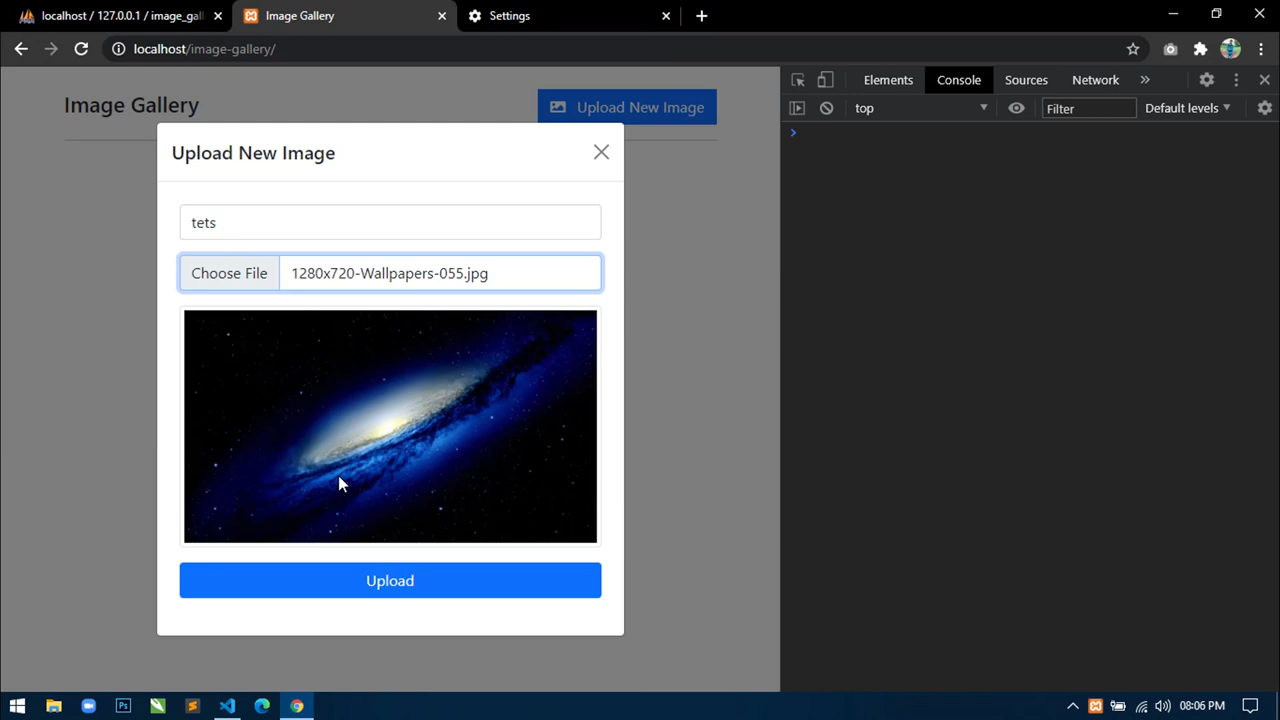 localhost / 127.0.0.1 / image_gall
Image Gallery
Settings
localhost/image-gallery/
Elements
Console
Sources
Network
top
Filter
Default levels
Image Gallery
Upload New Image
Upload New Image
tets
Choose File 1280x720-Wallpapers-055.jpg
Upload
Ps
08:06 PM